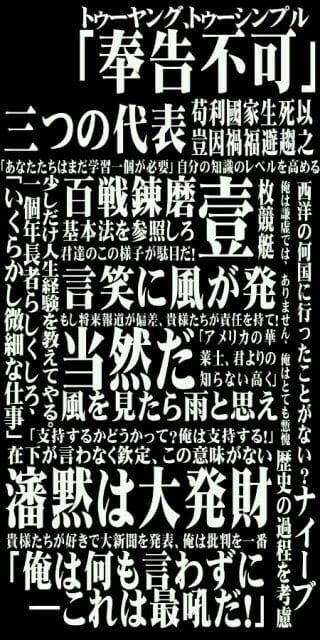 トゥーヤング、トゥーシンプル
「奉告不可」
三つの代表
苟利國家生死以
豈因禍福避趨之
「あなたたちはまだ学習一個が必要」自分の知識のレベルを高める
西洋の何国に行ったことがない?ナイーブ
俺は謙虚では、ありません、俺はとても
歴史の過程を考慮
枚競艇
壹
百戦錬磨
基本法を参照しろ
君達のこの様子が駄目だ!
少しだけ人生経験を教えてやる。
一個年長者らしくしろ、
「いくらかし微細な仕事」
言笑に風が発
もし将来報道が偏差、貴様たちが責任を持て!
当然だ
「アメリカの華
莱士、君よりの
知らない高く」
風を見たら雨と思え
「支持するかどうかって?俺は支持する!」
在下が言わなく欽定、この意味がない
瀋黙は大発財
貴様たちが好きで大新聞を発表、俺は批判を一番
「俺は何も言わずに
―これは最吼だ!」